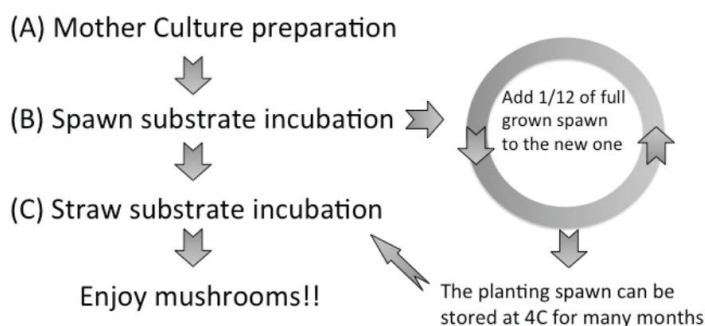 (A) Mother Culture preparation
(B) Spawn substrate incubation
Add 1/12 of full
grown spawn
to the new one
(C) Straw substrate incubation
Enjoy mushrooms!!
The planting spawn can be
stored at 4C for many months